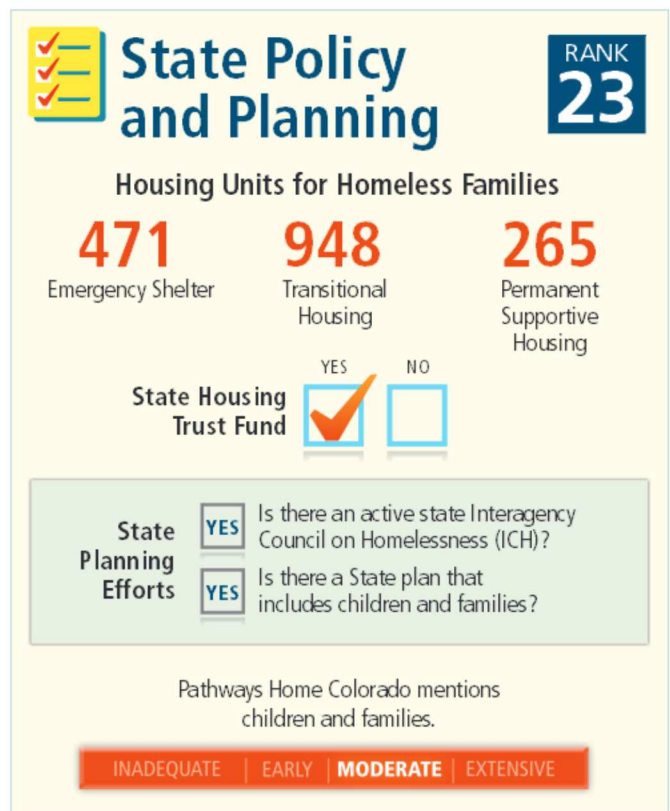 State Policy
and Planning
RANK
23
Housing Units for Homeless Families
471
Emergency Shelter
948
Transitional
Housing
265
Permanent
Supportive
Housing
YES
NO
State Housing
Trust Fund
State
Planning
Efforts
YES
Is there an active state Interagency
Council on Homelessness (ICH)?
YES
Is there a State plan that
includes children and families?
Pathways Home Colorado mentions
children and families.
INADEQUATE | EARLY | MODERATE | EXTENSIVE